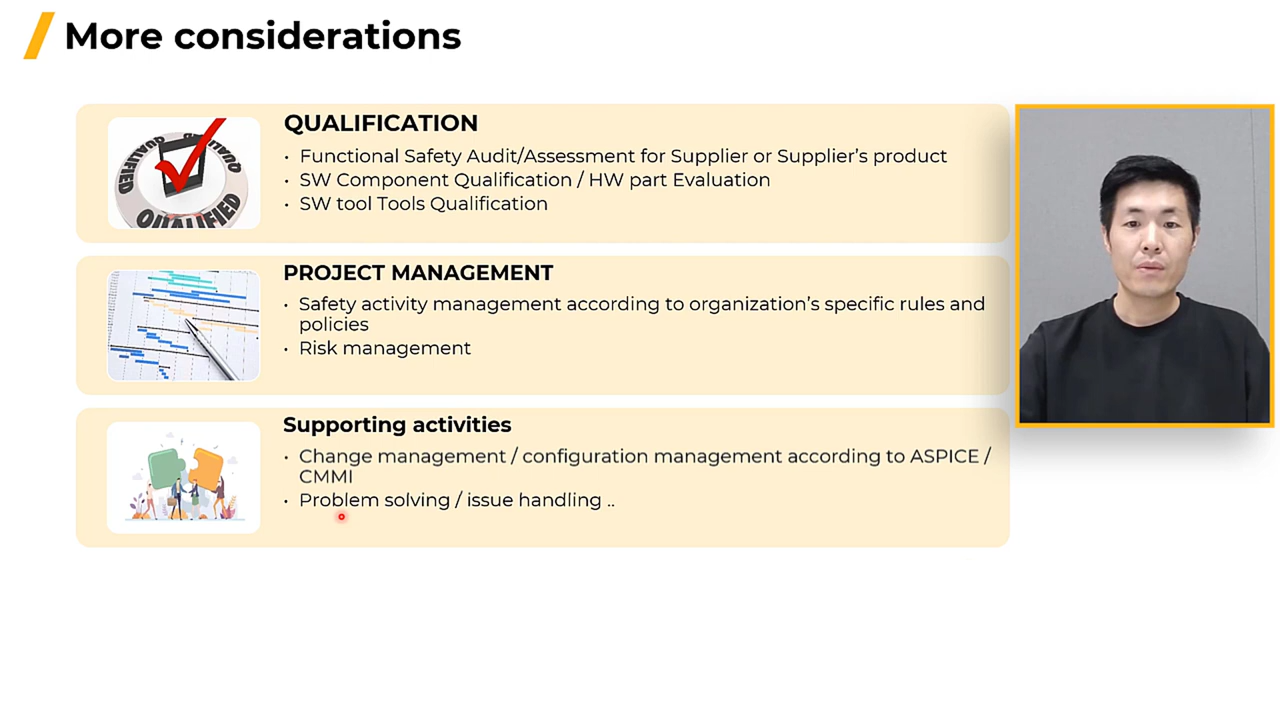 More considerations
QUALIFICATION
• Functional Safety Audit/Assessment for Supplier or Supplier's product
• SW Component Qualification / HW part Evaluation
• SW tool Tools Qualification
QUALIFIED
QUALIFIED
PROJECT MANAGEMENT
• Safety activity management according to organization's specific rules and
policies
• Risk management
Supporting activities
• Change management / configuration management according to ASPICE /
CMMI
• Problem solving / issue handling ..